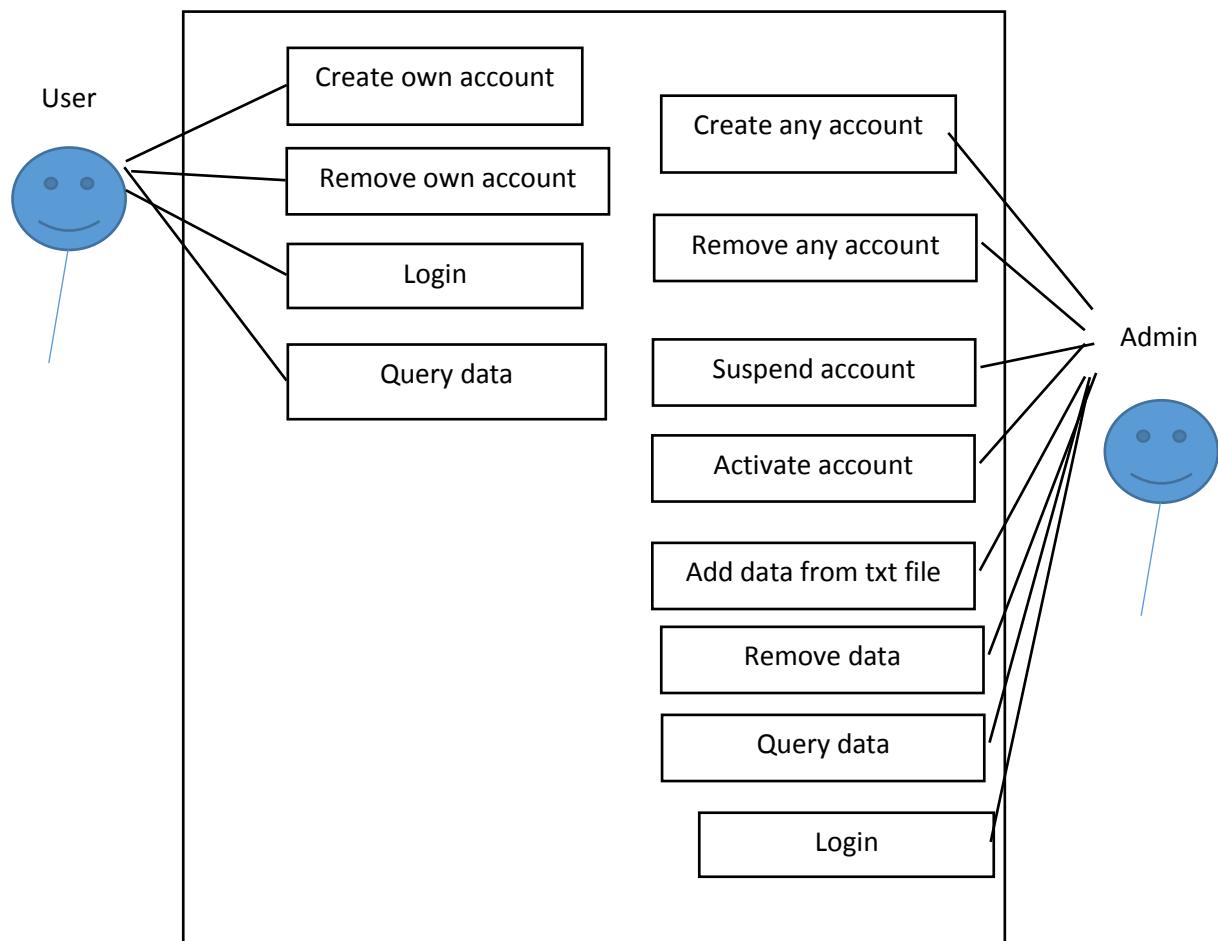 User
Create own account
Remove own account
Login
Query data
Create any account
Remove any account
Suspend account
Activate account
Add data from txt file
Remove data
Query data
Login
Admin